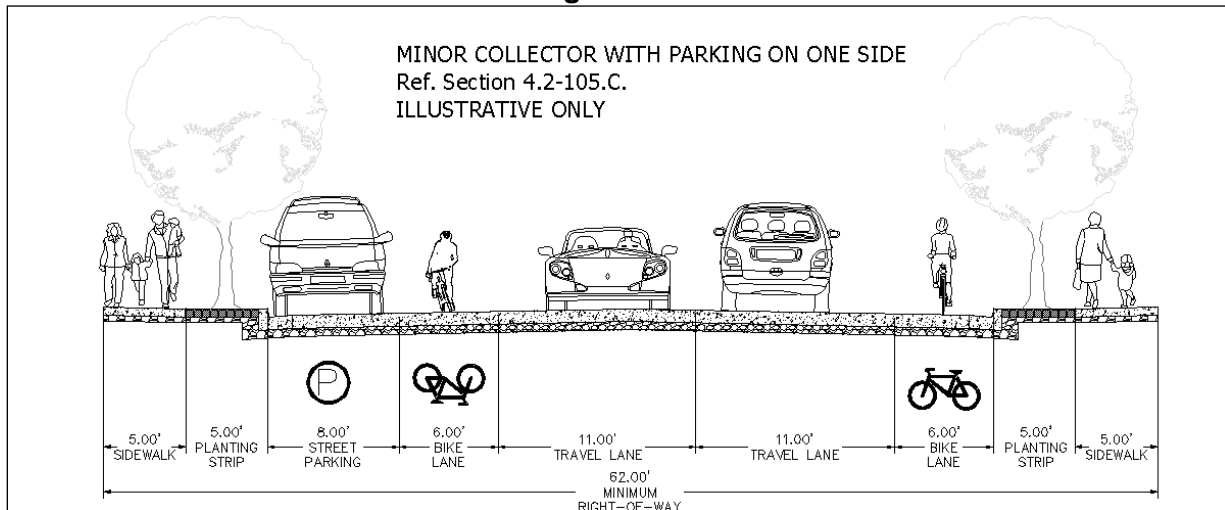 MINOR COLLECTOR WITH PARKING ON ONE SIDE
Ref. Section 4.2-105.C.
ILLUSTRATIVE ONLY
P
5.00'
SIDEWALK
5.00'
PLANTING
STRIP
8.00'
STREET
PARKING
6.00'
BIKE
LANE
11.00'
TRAVEL LANE
11.00'
TRAVEL LANE
6.00'
BIKE
LANE
5.00'
PLANTING
STRIP
5.00'
SIDEWALK
62.00'
MINIMUM
RIGHT-OF-WAY